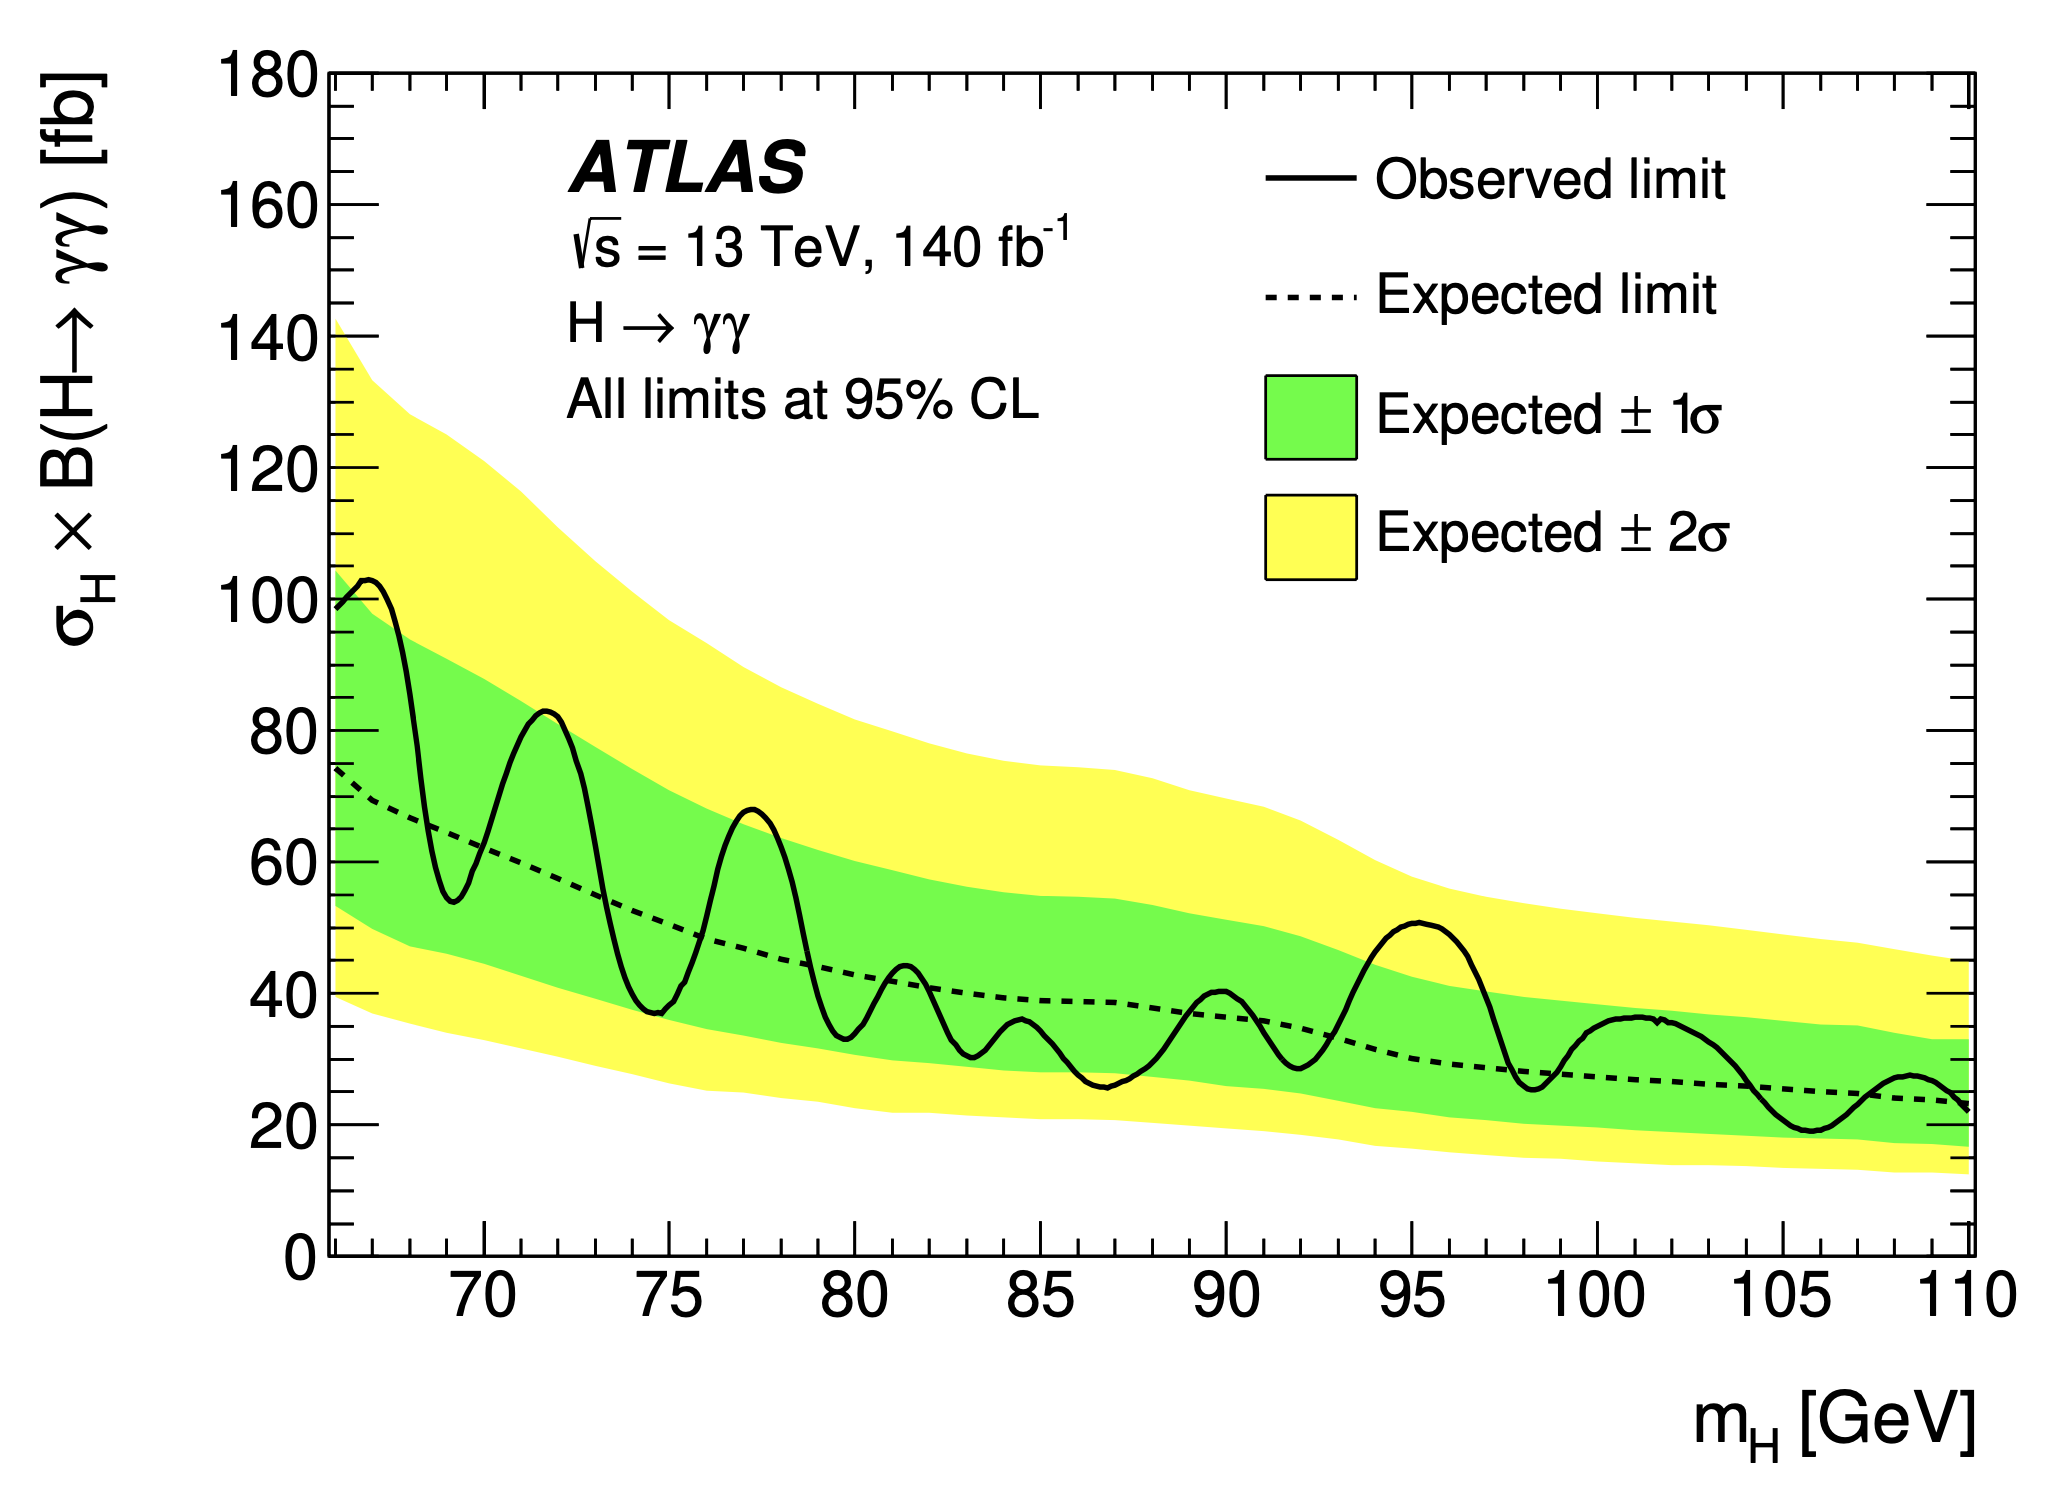 σH × B(H→ γγ) [fb]
180
160
140
120
100
80
60
40
20
0
ATLAS
√s = 13 TeV, 140 fb-1
H → γγ
All limits at 95% CL
Observed limit
Expected limit
Expected ± 1σ
Expected ± 2σ
70 75 80 85 90 95 100 105 110
mH [GeV]